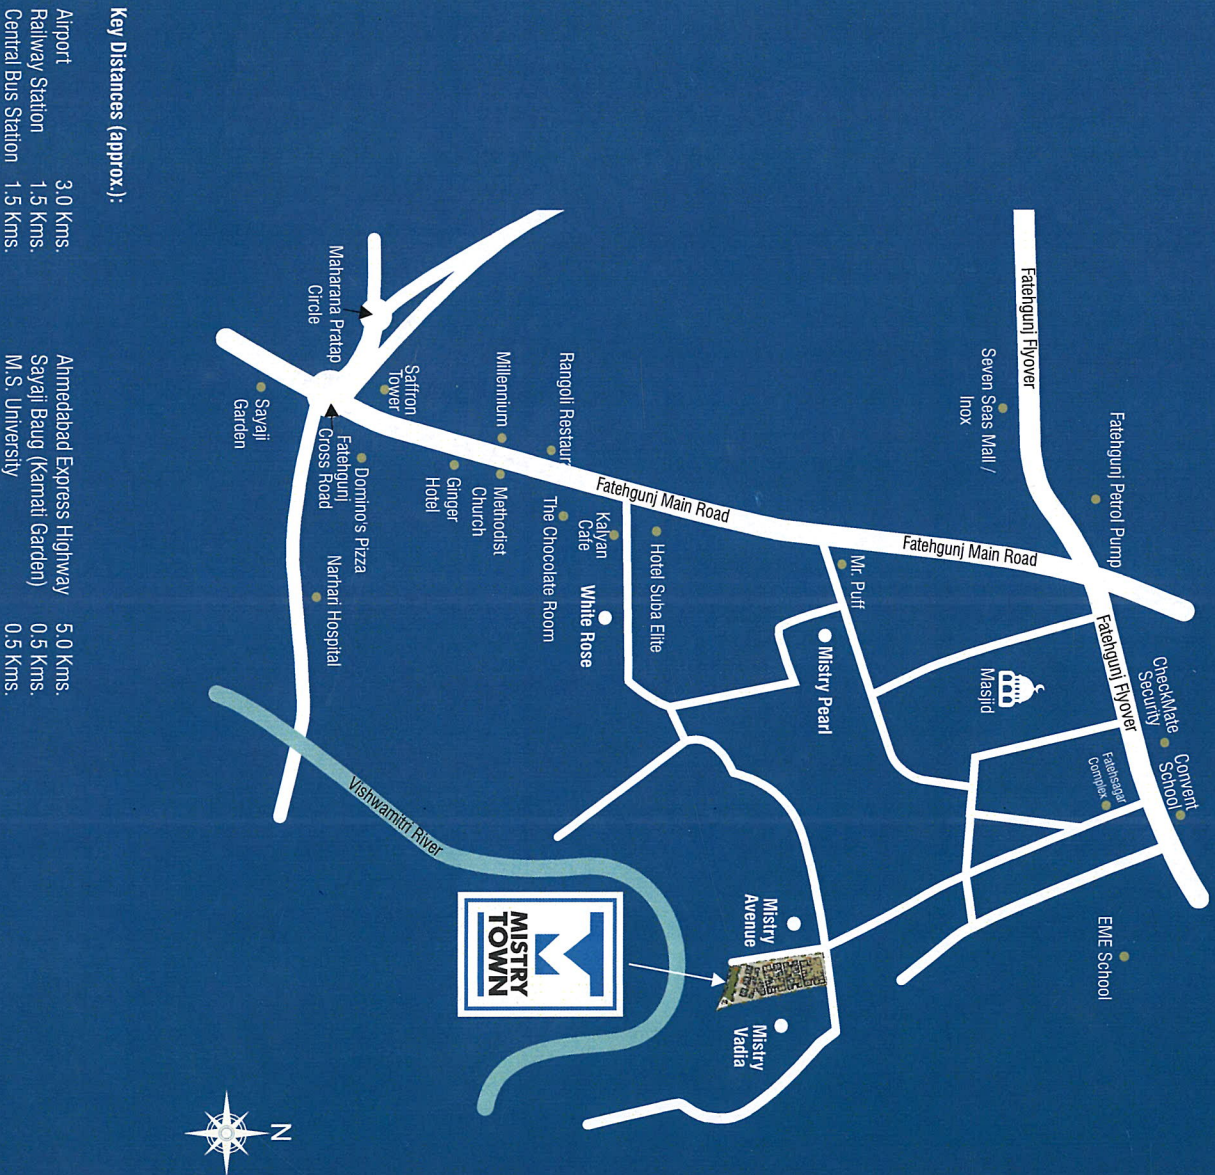 Fatehgunj Petrol Pump
Fatehgunj Flyover
Seven Seas Mall /
Inox
CheckMate
Security
Convent
School
EME School
Fatehgunj Flyover
Fatehsagar
Complex
Masjid
Fatehgunj Main Road
Mr. Puff
Mistry Pearl
Mistry
Avenue
Mistry
Vadia
Fatehgunj Main Road
Hotel Suba Elite
White Rose
Kalyan
Cafe
Rangoli Restaur
The Chocolate Room
Millennium
Methodist
Church
Ginger
Hotel
MISTRY
TOWN
Saffron
Tower
Domino's Pizza
Vishwamitri River
Fatehgunj
Cross Road
Narhari Hospital
Maharana Pratap
Circle
Sayaji
Garden
N
Key Distances (approx.):
Airport 3.0 Kms.
Railway Station 1.5 Kms.
Central Bus Station 1.5 Kms.
Ahmedabad Express Highway 5.0 Kms.
Sayaji Baug (Kamati Garden) 0.5 Kms.
M.S. University 0.5 Kms.